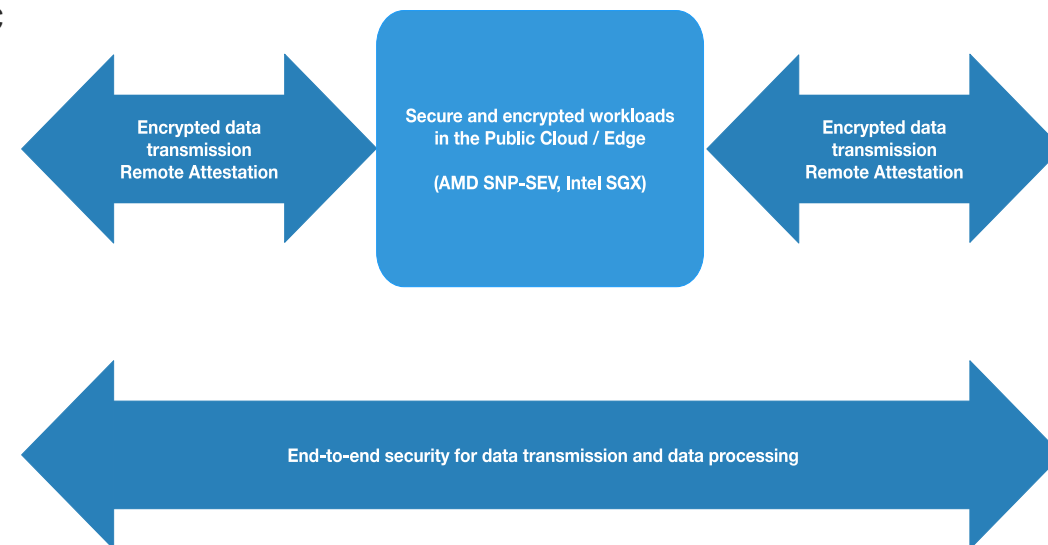 Secure and encrypted workloads
in the Public Cloud / Edge
(AMD SNP-SEV, Intel SGX)
Encrypted data
transmission
Remote Attestation
Encrypted data
transmission
Remote Attestation
End-to-end security for data transmission and data processing